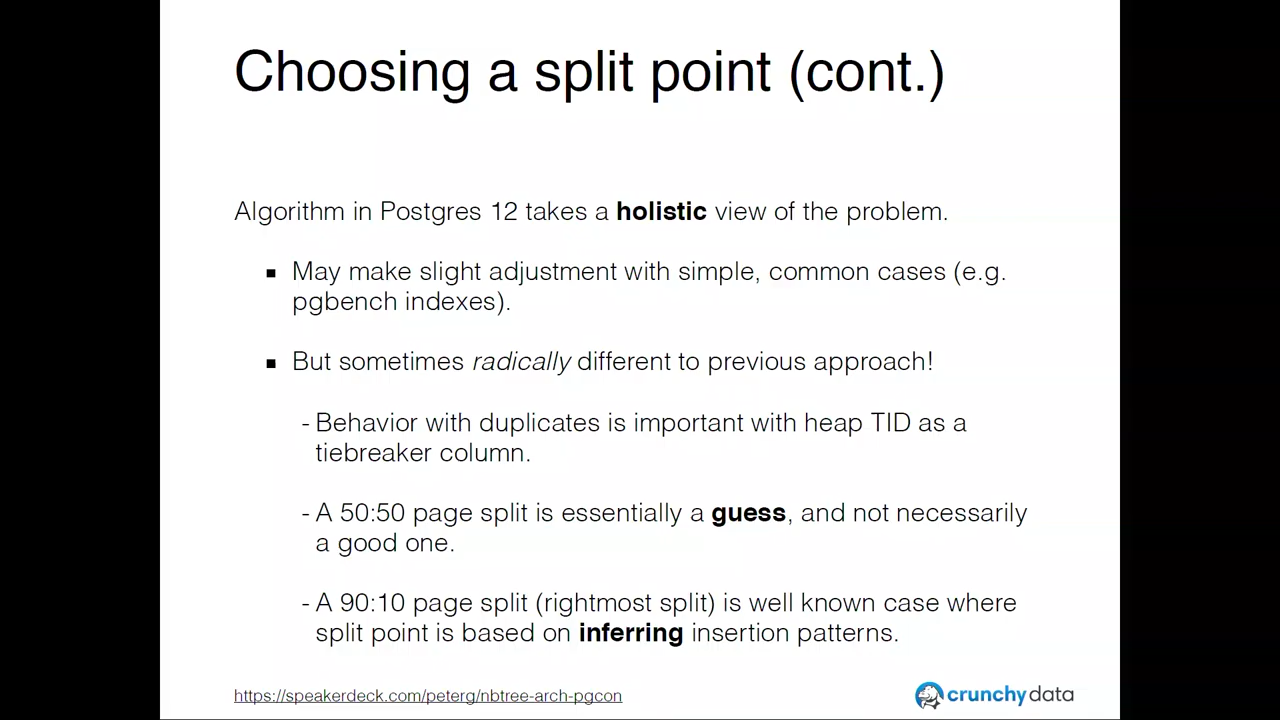 Choosing a split point (cont.)
Algorithm in Postgres 12 takes a holistic view of the problem.
▪ May make slight adjustment with simple, common cases (e.g.
pgbench indexes).
▪ But sometimes radically different to previous approach!
- Behavior with duplicates is important with heap TID as a
tiebreaker column.
- A 50:50 page split is essentially a guess, and not necessarily
a good one.
- A 90:10 page split (rightmost split) is well known case where
split point is based on inferring insertion patterns.
https://speakerdeck.com/peterg/nbtree-arch-pgcon
crunchydata